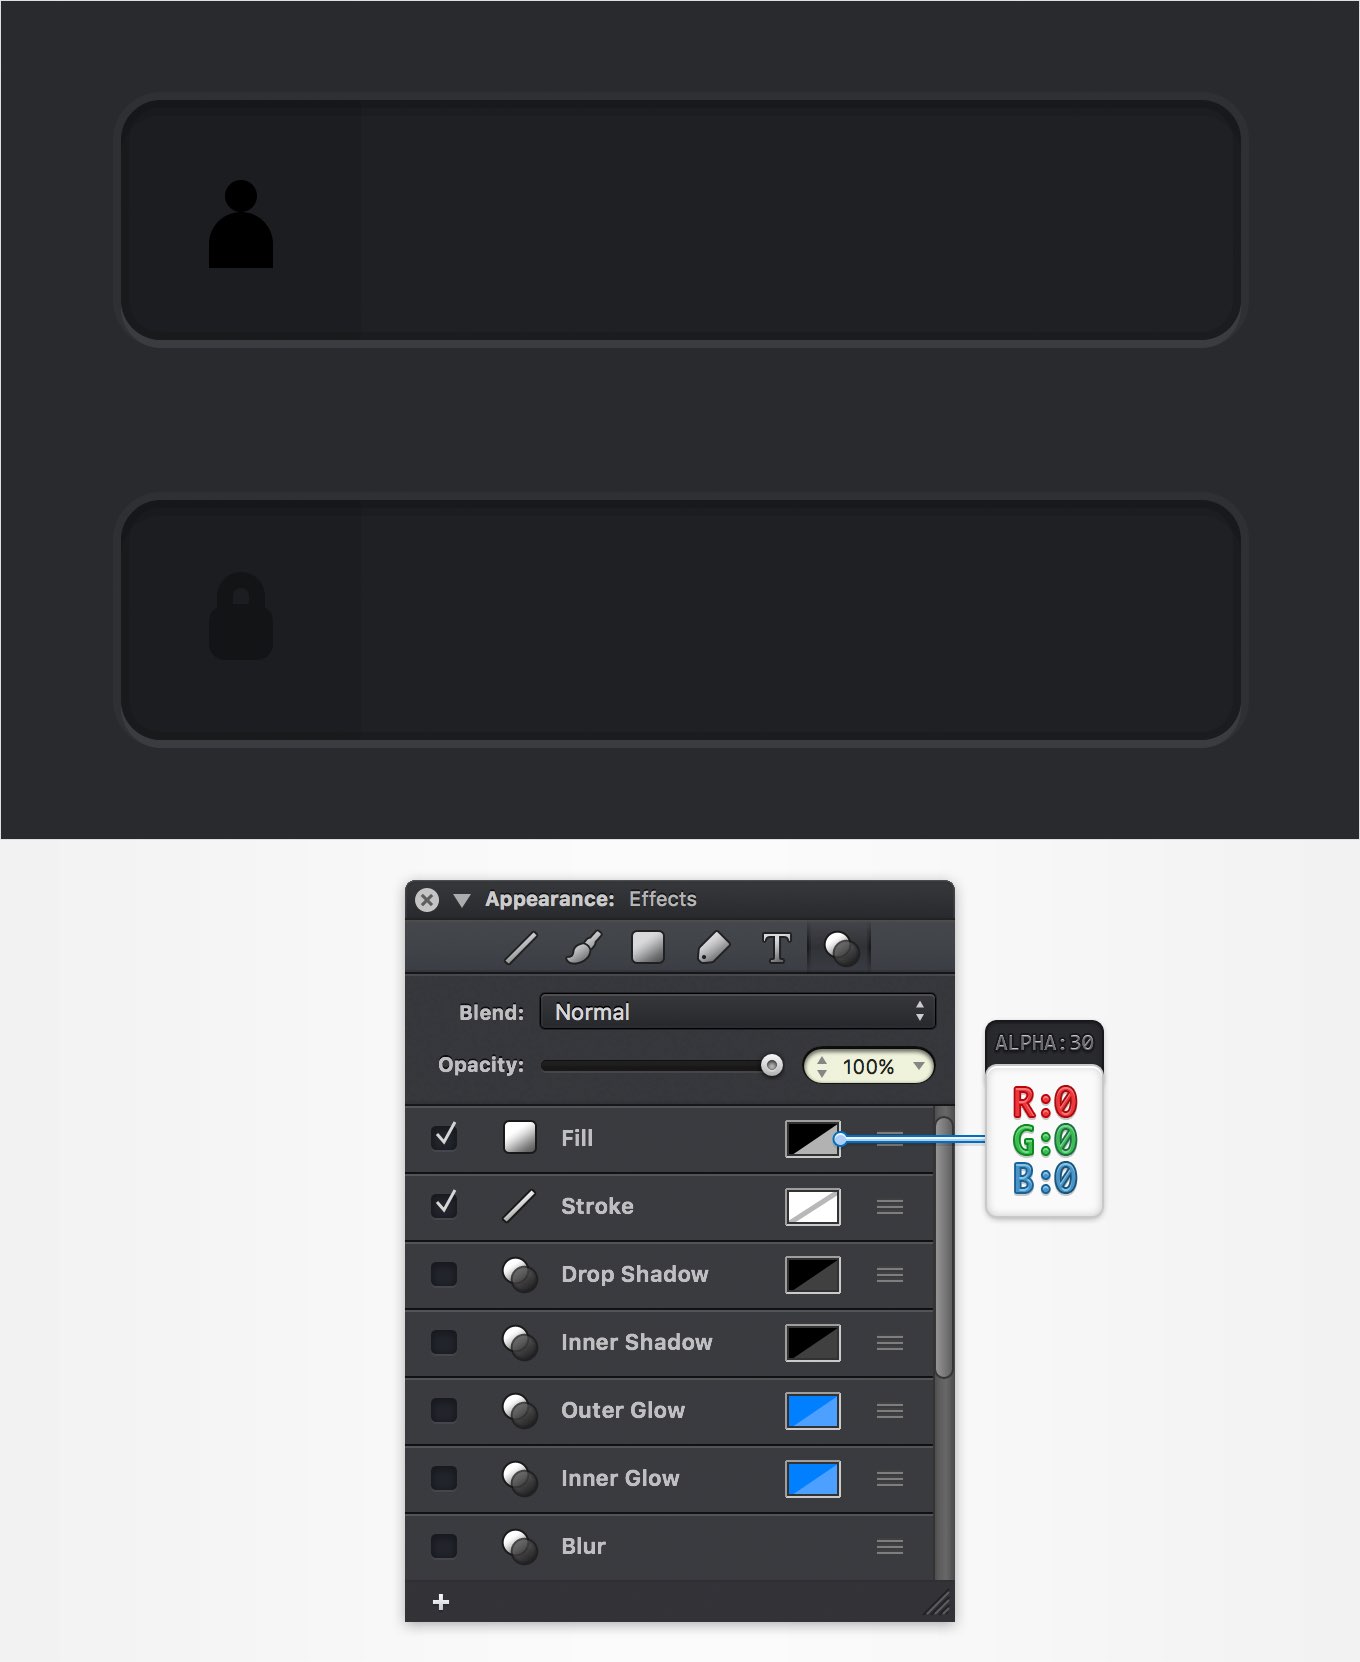 Appearance: Effects
T
Blend: Normal
Opacity: 100%
ALPHA:30
R:0
G:0
B:0
Fill
Stroke
Drop Shadow
Inner Shadow
Outer Glow
Inner Glow
Blur